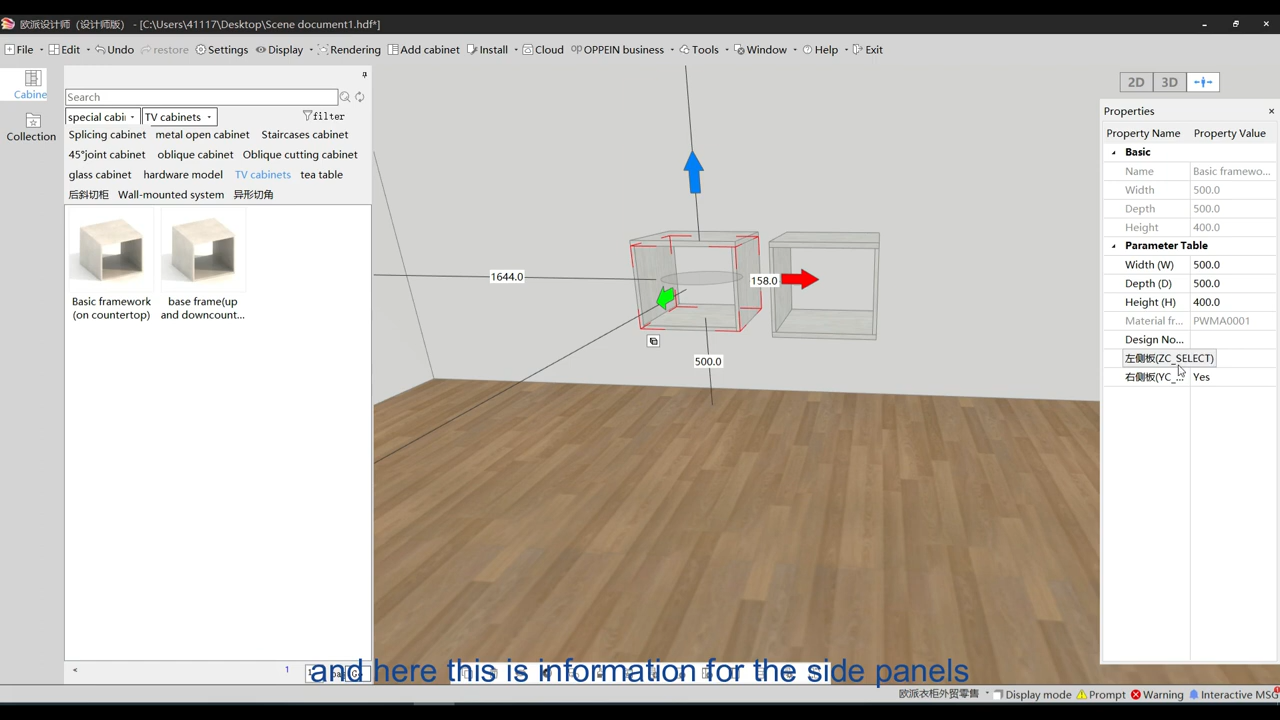 欧派设计师（设计师版） - [C:\Users\41117\Desktop\Scene document1.hdf*]
File Edit Undo restore Settings Display Rendering Add cabinet Install Cloud OPPEIN business Tools Window Help Exit
2D 3D
Cabine
Collection
Search
special cabi TV cabinets filter
Splicing cabinet metal open cabinet Staircases cabinet
45°joint cabinet oblique cabinet Oblique cutting cabinet
glass cabinet hardware model TV cabinets tea table
后斜切柜 Wall-mounted system 异形切角
Basic framework
(on countertop)
base frame(up
and downcount...
1644.0
158.0
500.0
Properties
Property Name Property Value
Basic
Name Basic framewo...
Width 500.0
Depth 500.0
Height 400.0
Parameter Table
Width (W) 500.0
Depth (D) 500.0
Height (H) 400.0
Material fr... PWMA0001
Design No...
左侧板(ZC_SELECT)
右侧板(YC_... Yes
< 1
and here this is information for the side panels
欧派衣柜外贸零售 Display mode Prompt Warning Interactive MSG